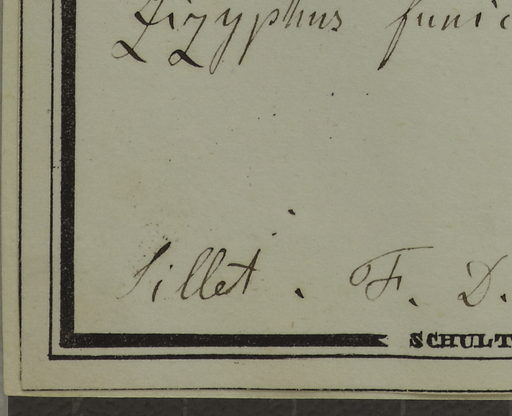 Zizyphus funic
Sillet. F. D.
SCHULT